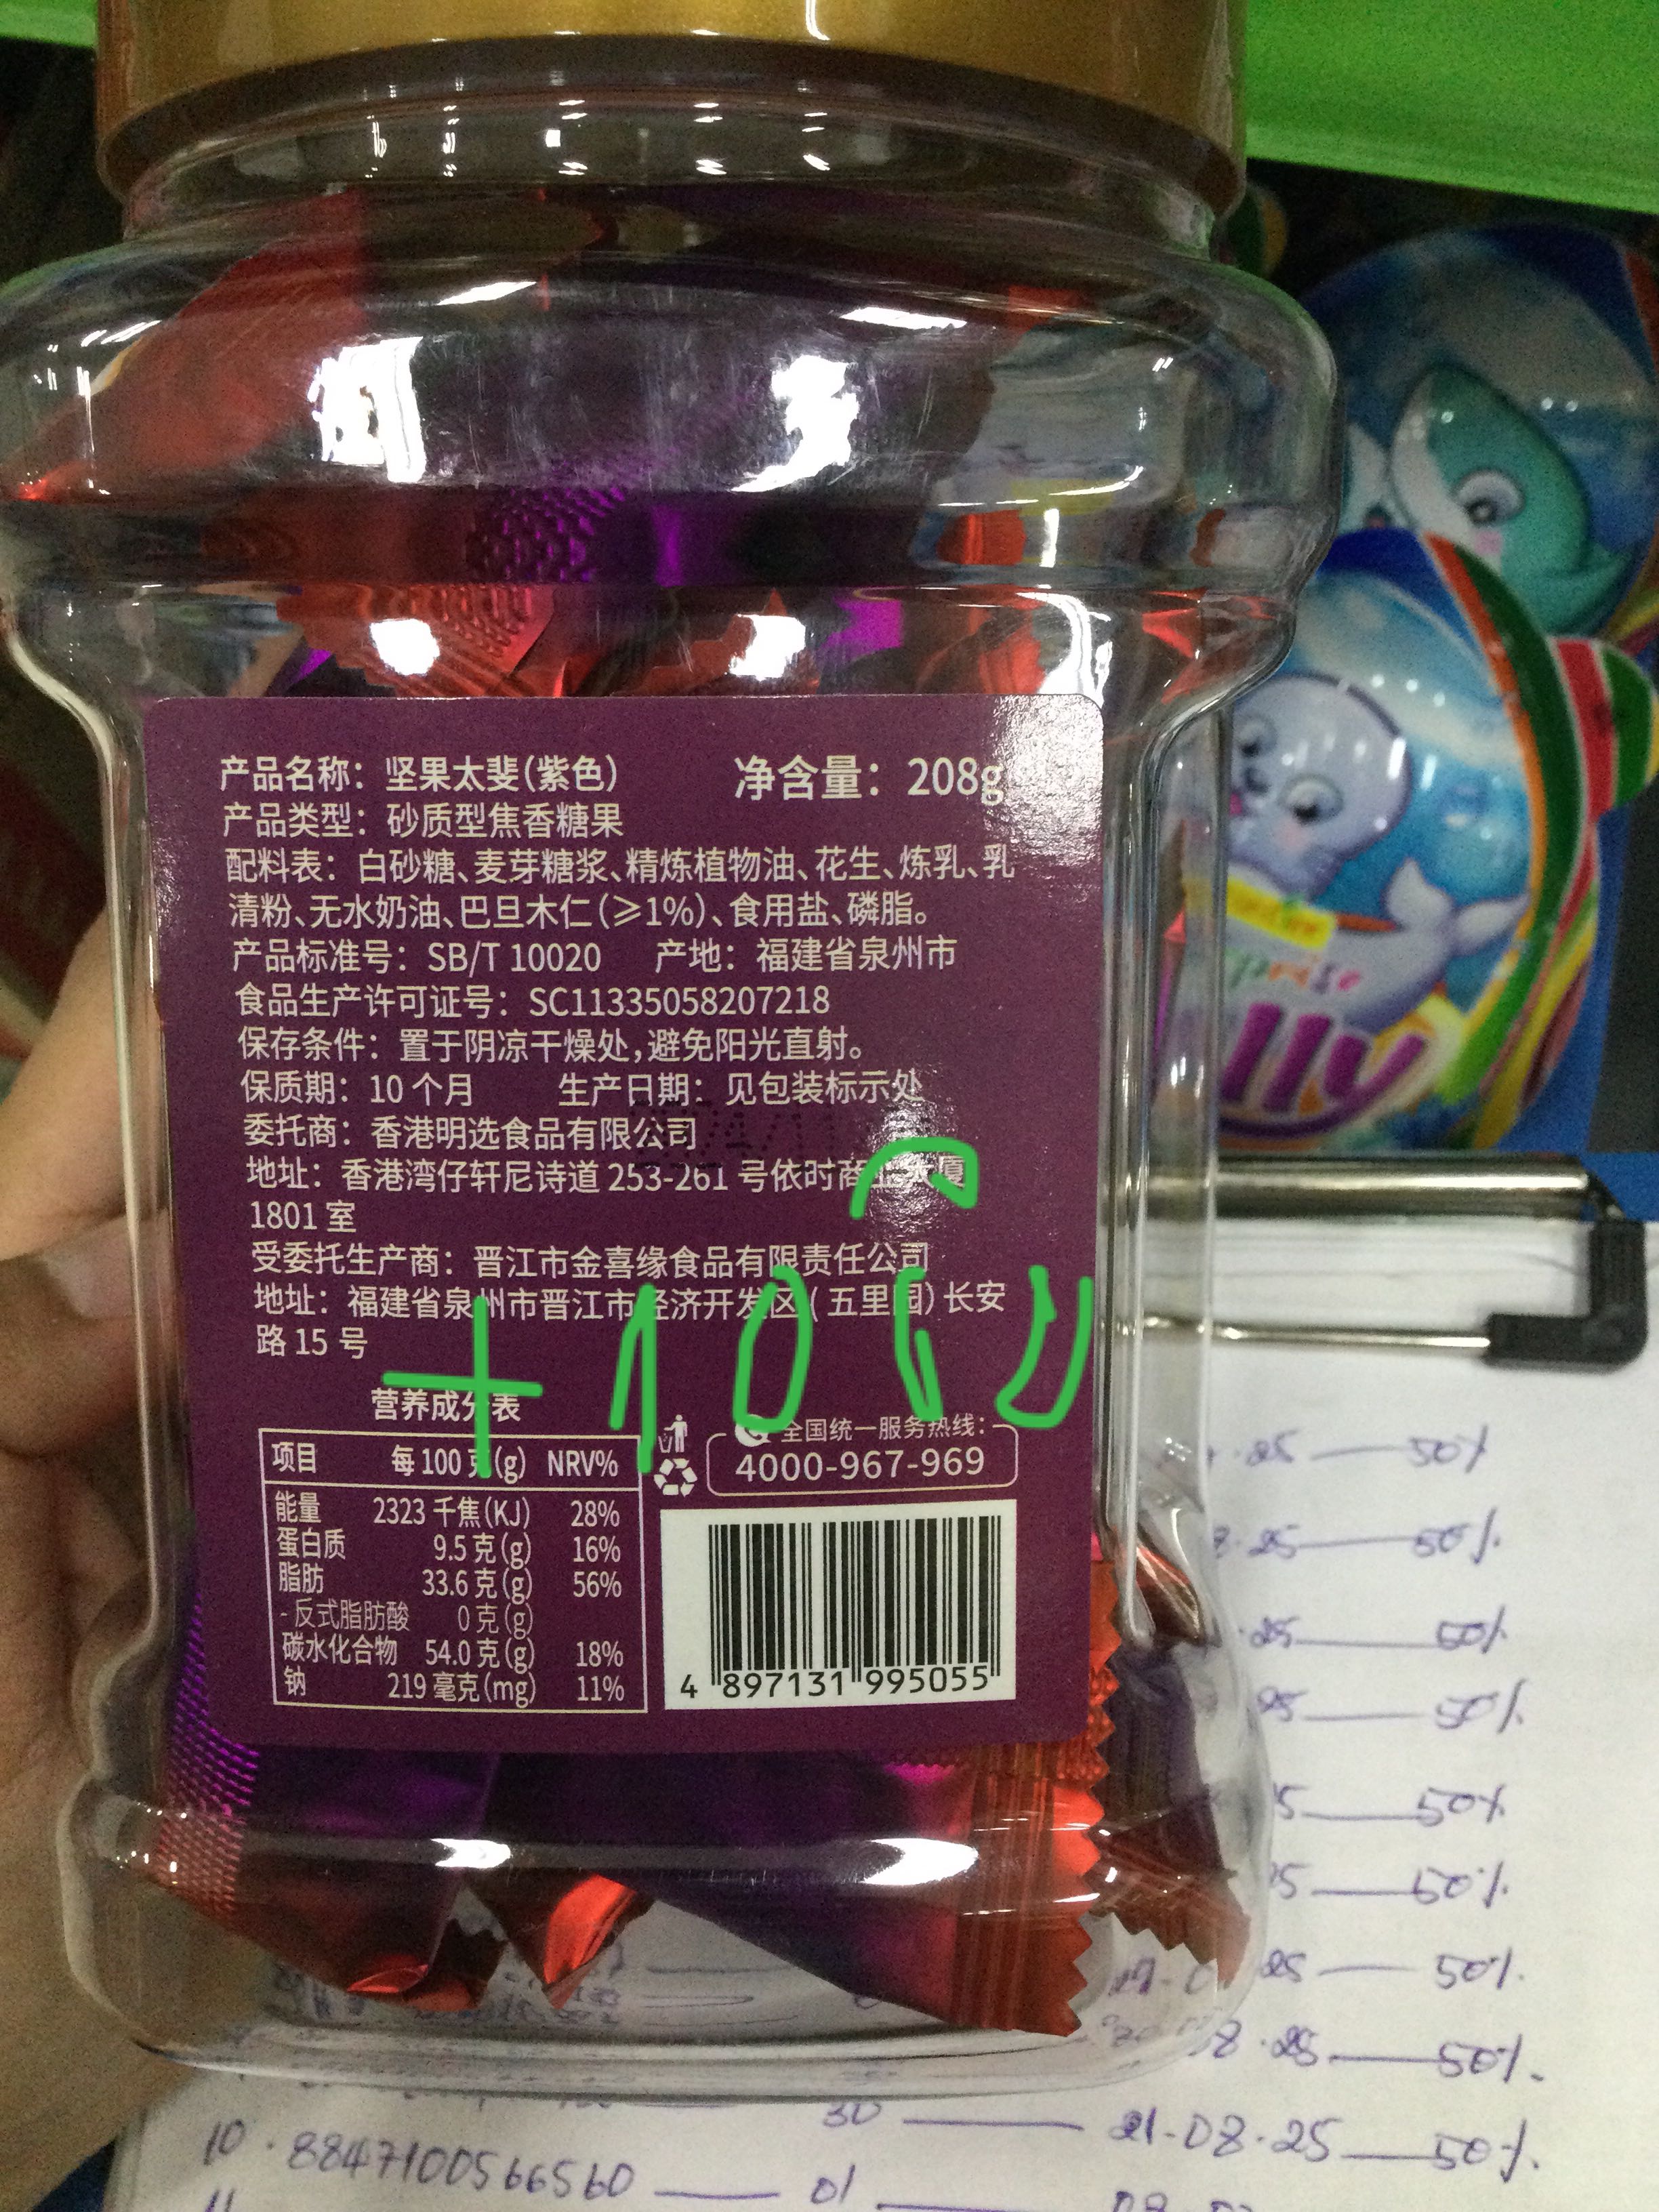 产品名称：坚果太斐（紫色） 净含量：208g
产品类型：砂质型焦香糖果
配料表：白砂糖、麦芽糖浆、精炼植物油、花生、炼乳、乳
清粉、无水奶油、巴旦木仁（≥1%）、食用盐、磷脂。
产品标准号：SB/T 10020 产地：福建省泉州市
食品生产许可证号：SC11335058207218
保存条件：置于阴凉干燥处，避免阳光直射。
保质期：10个月 生产日期：见包装标示处
委托商：香港明选食品有限公司
地址：香港湾仔轩尼诗道253-261号依时商业大厦
1801室
受委托生产商：晋江市金喜缘食品有限责任公司
地址：福建省泉州市晋江市经济开发区（五里园）长安
路15号
营养成分表
项目 每100克(g) NRV%
能量 2323千焦(KJ) 28%
蛋白质 9.5克(g) 16%
脂肪 33.6克(g) 56%
-反式脂肪酸 0克(g)
碳水化合物 54.0克(g) 18%
钠 219毫克(mg) 11%
全国统一服务热线：
4000-967-969
4 897131 995055
+10
25 — 50%
25 — 50%
25 — 50%
25 — 50%
5 — 50%
5 — 50%
25 — 50%
08.25 — 50%.
30 — 21-08.25 — 50%.
10. 8847100566560 — 01
11